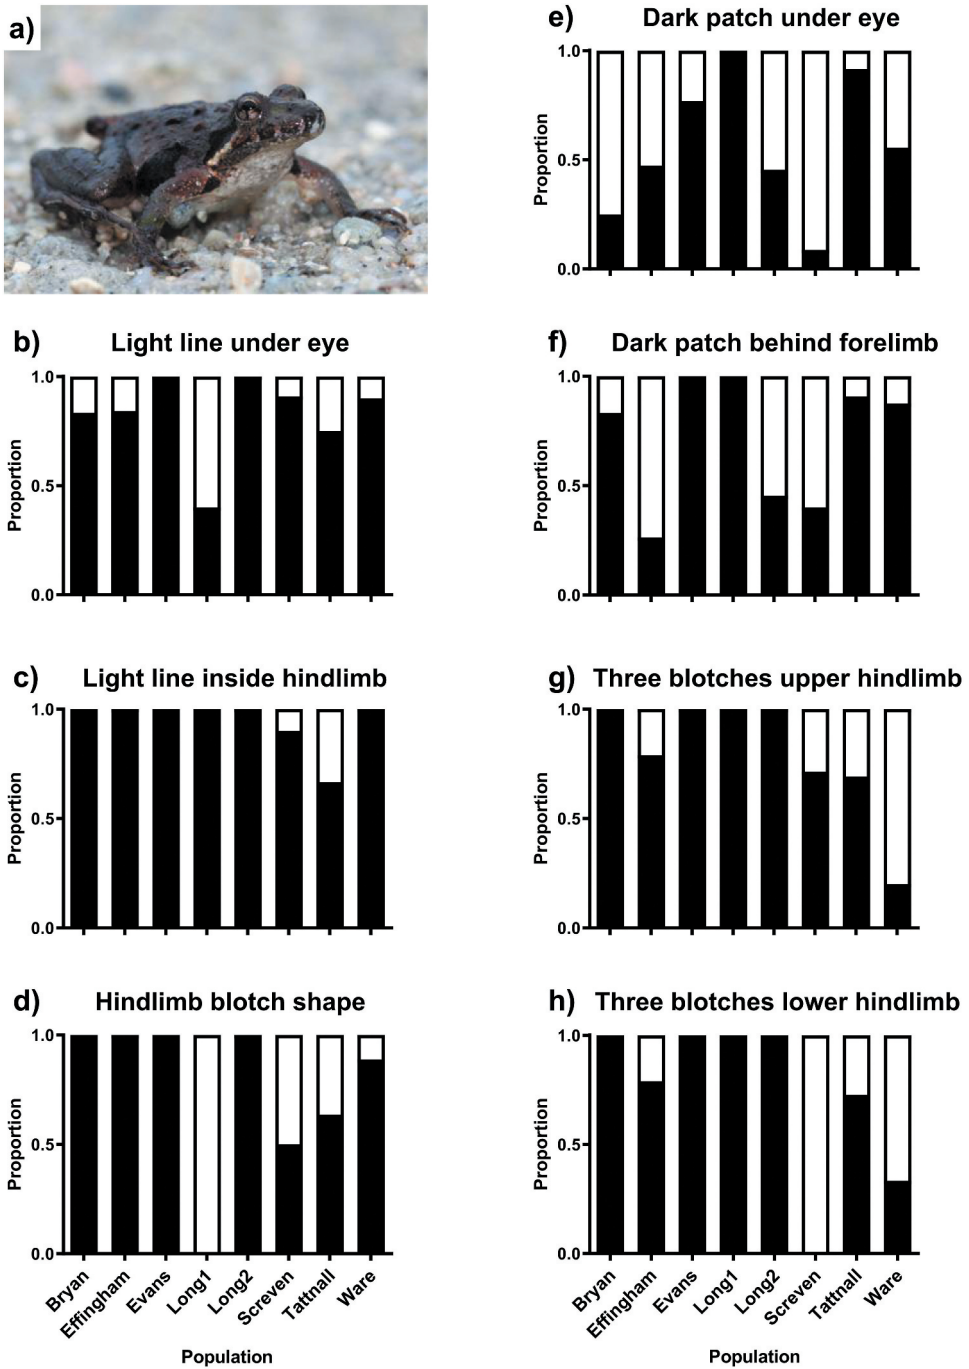 a)
b) Light line under eye
1.0
0.5
0.0
Proportion
c) Light line inside hindlimb
1.0
0.5
0.0
Proportion
d) Hindlimb blotch shape
1.0
0.5
0.0
Proportion
Bryan
Effingham
Evans
Long1
Long2
Screven
Tattnall
Ware
Population
e) Dark patch under eye
1.0
0.5
0.0
Proportion
f) Dark patch behind forelimb
1.0
0.5
0.0
Proportion
g) Three blotches upper hindlimb
1.0
0.5
0.0
Proportion
h) Three blotches lower hindlimb
1.0
0.5
0.0
Proportion
Bryan
Effingham
Evans
Long1
Long2
Screven
Tattnall
Ware
Population